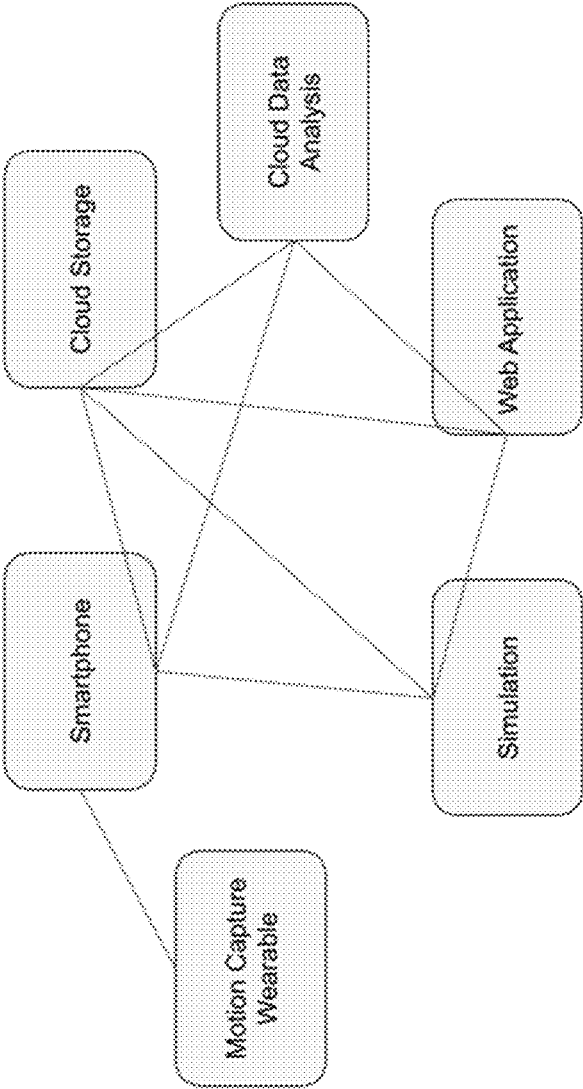 Motion Capture
Wearable
Smartphone
Cloud Storage
Cloud Data
Analysis
Simulation
Web Application